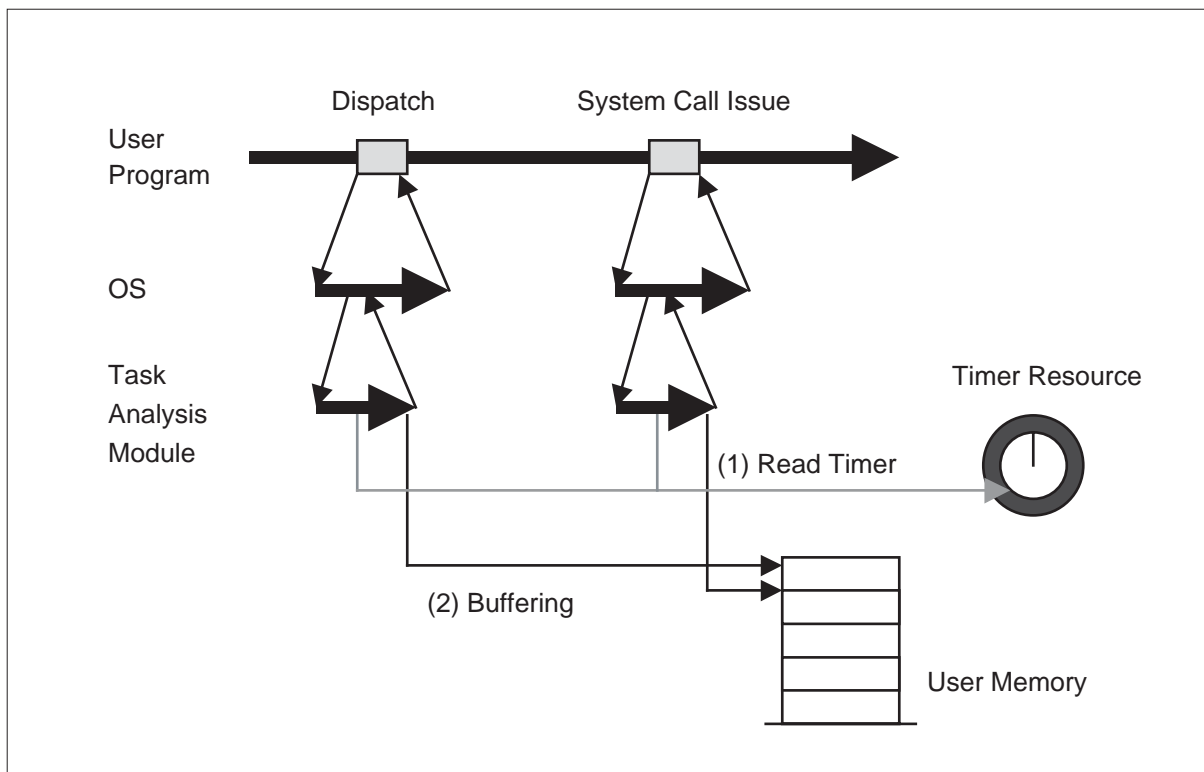 Dispatch
System Call Issue
User
Program
OS
Task
Analysis
Module
Timer Resource
(1) Read Timer
(2) Buffering
User Memory